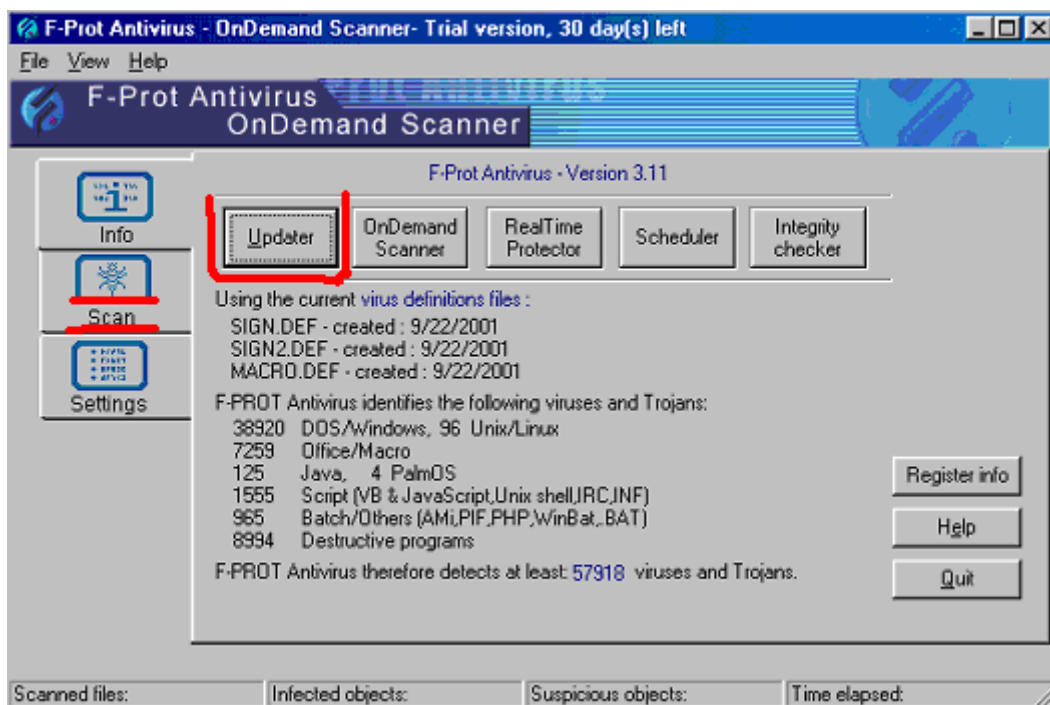 F-Prot Antivirus - OnDemand Scanner- Trial version, 30 day(s) left
File View Help
F-Prot Antivirus
OnDemand Scanner
F-Prot Antivirus - Version 3.11
Info
Scan
Settings
Updater
OnDemand Scanner
RealTime Protector
Scheduler
Integrity checker
Using the current virus definitions files :
SIGN.DEF - created : 9/22/2001
SIGN2.DEF - created : 9/22/2001
MACRO.DEF - created : 9/22/2001
F-PROT Antivirus identifies the following viruses and Trojans:
38920 DOS/Windows, 96 Unix/Linux
7259 Office/Macro
125 Java, 4 PalmOS
1555 Script (VB & JavaScript,Unix shell,IRC,INF)
965 Batch/Others (AMi,PIF,PHP,WinBat,.BAT)
8994 Destructive programs
F-PROT Antivirus therefore detects at least: 57918 viruses and Trojans.
Register info
Help
Quit
Scanned files: Infected objects: Suspicious objects: Time elapsed: